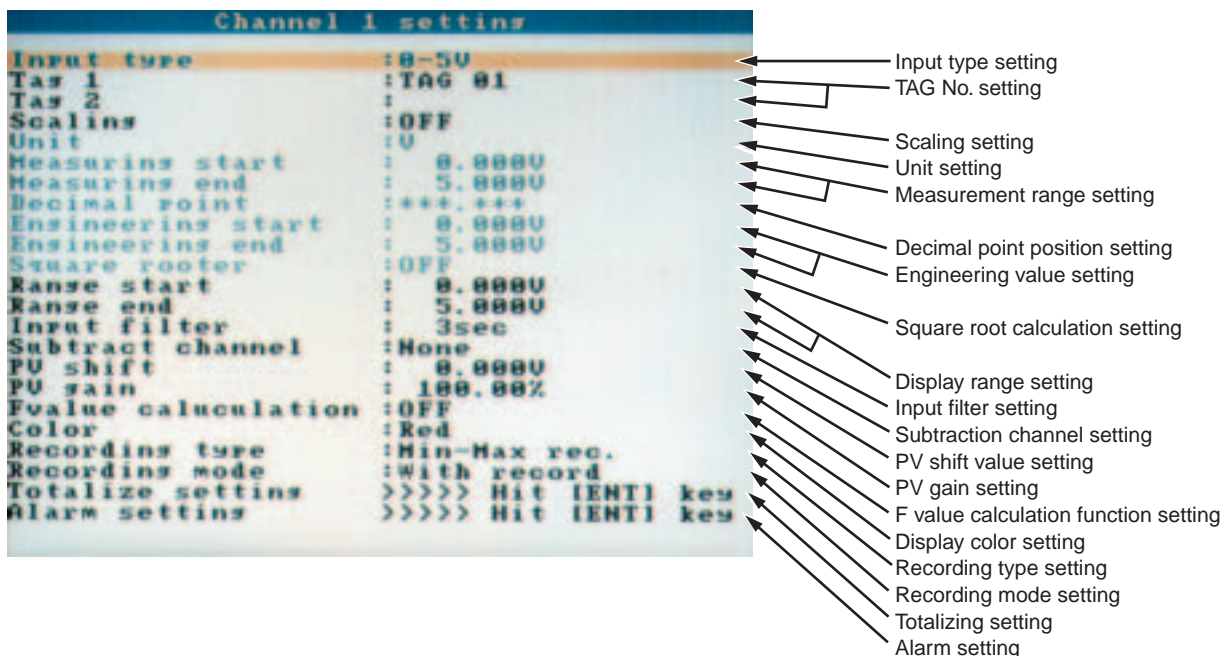 Channel 1 setting
Input type :0-5V
Tag 1 :TAG 01
Tag 2 :
Scaling :OFF
Unit :V
Measuring start : 0.000V
Measuring end : 5.000V
Decimal point :***.***
Engineering start : 0.000V
Engineering end : 5.000V
Square rooter :OFF
Range start : 0.000V
Range end : 5.000V
Input filter : 3sec
Subtract channel :None
PV shift : 0.000V
PV gain : 100.00%
Fvalue caluculation :OFF
Color :Red
Recording type :Min-Max rec.
Recording mode :With record
Totalize setting >>>>> Hit [ENT] key
Alarm setting >>>>> Hit [ENT] key
Input type setting
TAG No. setting
Scaling setting
Unit setting
Measurement range setting
Decimal point position setting
Engineering value setting
Square root calculation setting
Display range setting
Input filter setting
Subtraction channel setting
PV shift value setting
PV gain setting
F value calculation function setting
Display color setting
Recording type setting
Recording mode setting
Totalizing setting
Alarm setting